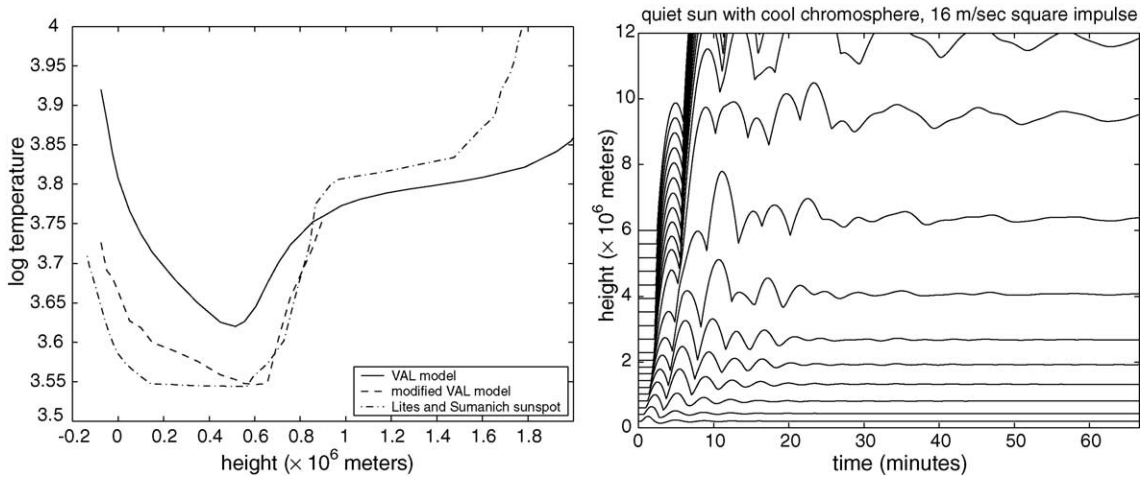 4
3.95
3.9
3.85
3.8
3.75
3.7
3.65
3.6
3.55
3.5
log temperature
-0.2 0 0.2 0.4 0.6 0.8 1 1.2 1.4 1.6 1.8
height (× 10⁶ meters)
VAL model
modified VAL model
Lites and Sumanich sunspot
quiet sun with cool chromosphere, 16 m/sec square impulse
12
10
8
6
4
2
0
height (× 10⁶ meters)
0 10 20 30 40 50 60
time (minutes)